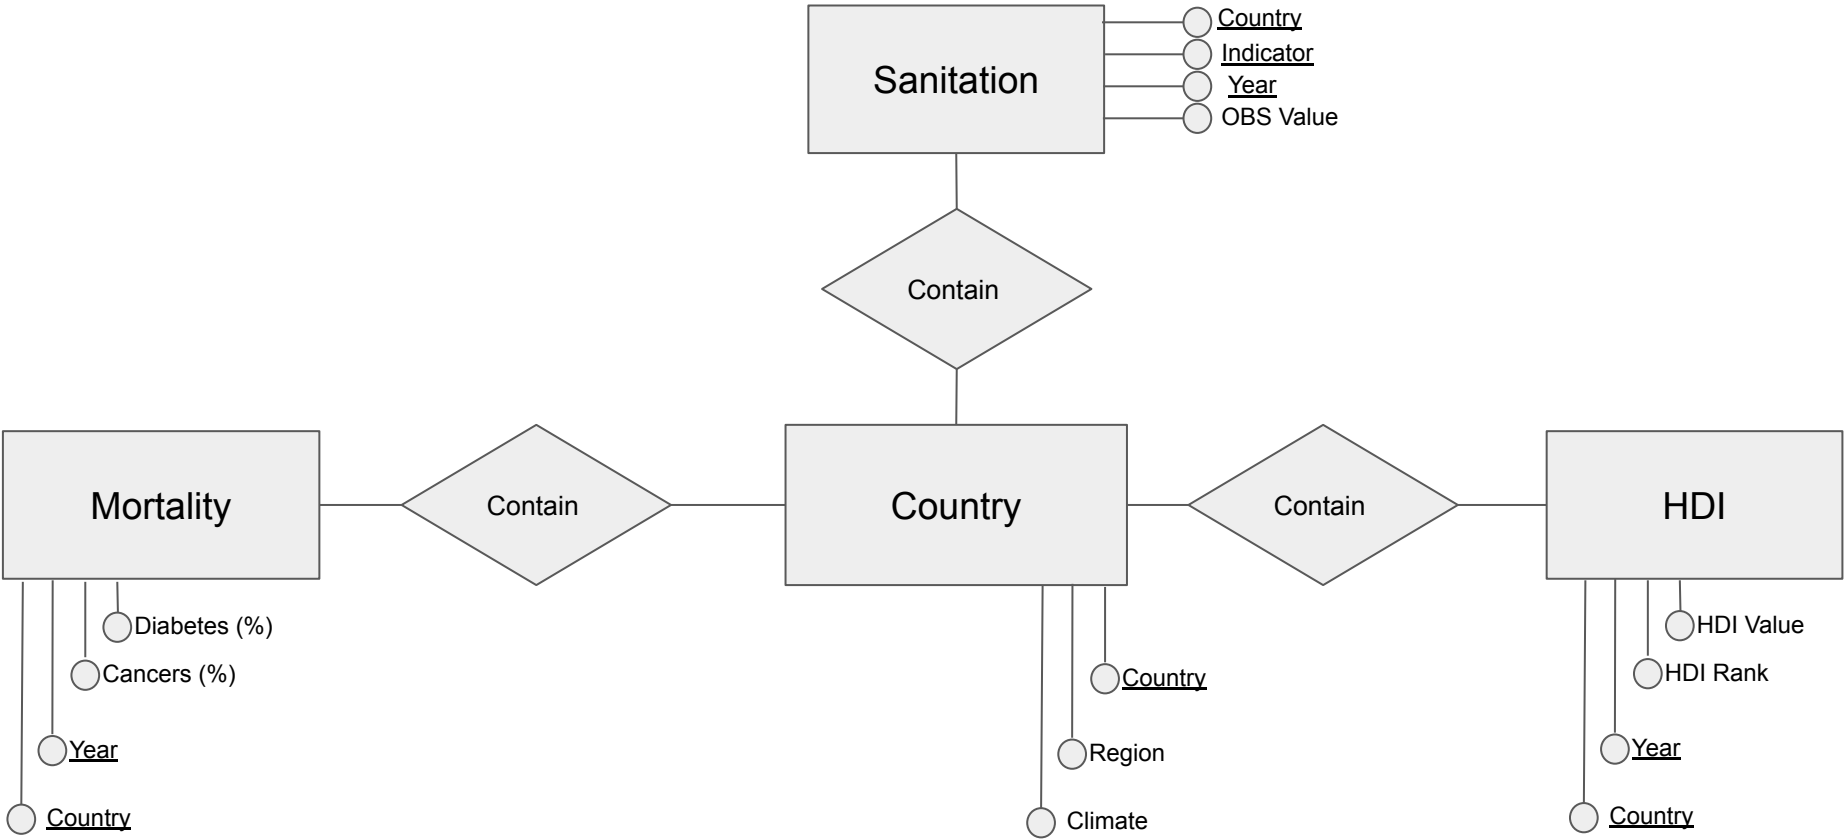 Sanitation
Country
Indicator
Year
OBS Value
Contain
Mortality
Contain
Country
Contain
HDI
Diabetes (%)
Cancers (%)
Year
Country
Country
Region
Climate
HDI Value
HDI Rank
Year
Country